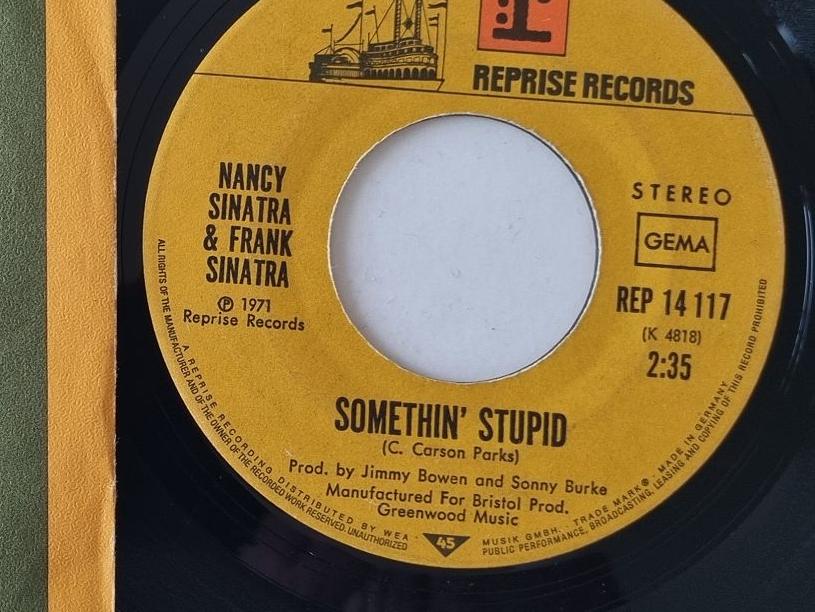 r
REPRISE RECORDS
NANCY
SINATRA
& FRANK
SINATRA
℗ 1971
Reprise Records
STEREO
GEMA
REP 14 117
(K 4818)
2:35
SOMETHIN' STUPID
(C. Carson Parks)
Prod. by Jimmy Bowen and Sonny Burke
Manufactured For Bristol Prod.
Greenwood Music
45
A REPRISE RECORDING DISTRIBUTED BY WEA MUSIK GMBH. · TRADE MARK® · MADE IN GERMANY
ALL RIGHTS OF THE MANUFACTURER AND OF THE OWNER OF THE RECORDED WORK RESERVED. UNAUTHORIZED PUBLIC PERFORMANCE, BROADCASTING, LEASING AND COPYING OF THIS RECORD PROHIBITED